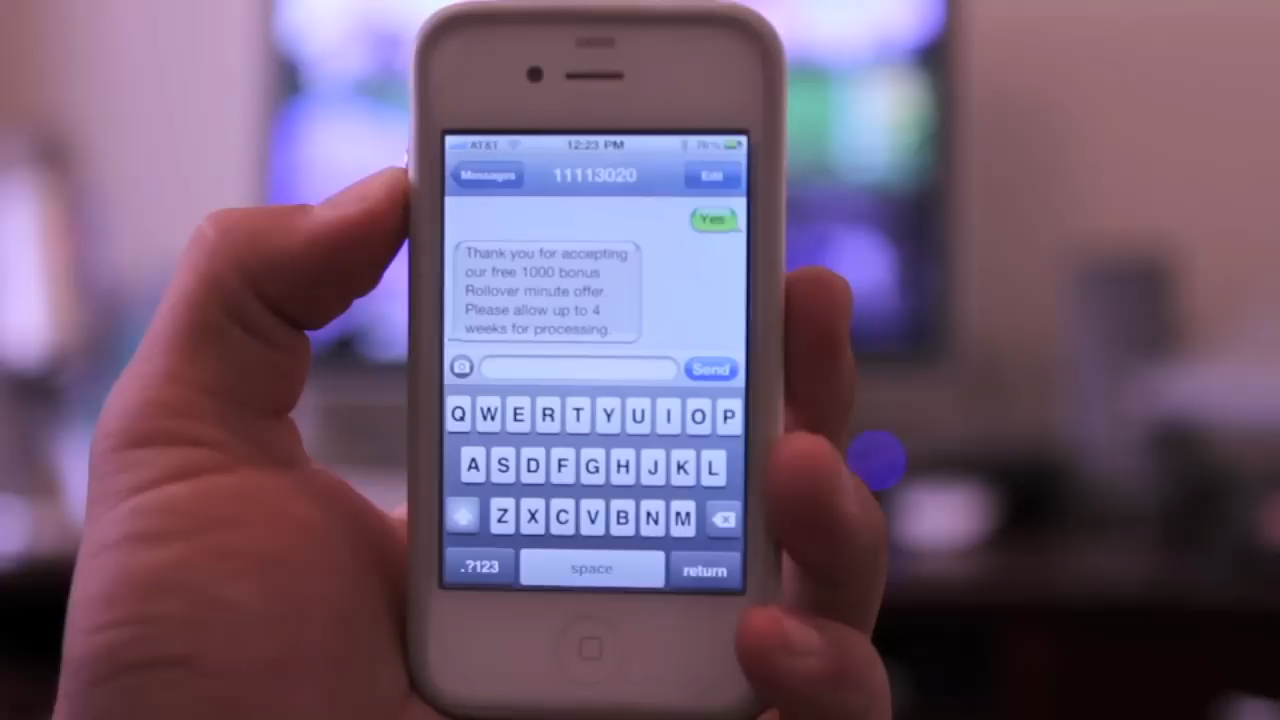 AT&T 12:23 PM 76%
Messages 11113020 Edit
Yes
Thank you for accepting
our free 1000 bonus
Rollover minute offer.
Please allow up to 4
weeks for processing.
Send
Q W E R T Y U I O P
A S D F G H J K L
Z X C V B N M
.?123 space return